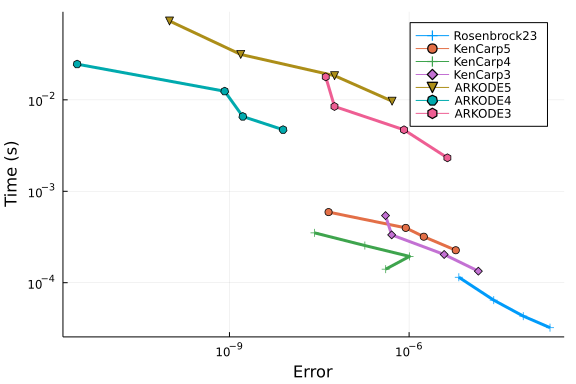 Time (s)
10⁻²
10⁻³
10⁻⁴
10⁻⁹
10⁻⁶
Error
Rosenbrock23
KenCarp5
KenCarp4
KenCarp3
ARKODE5
ARKODE4
ARKODE3